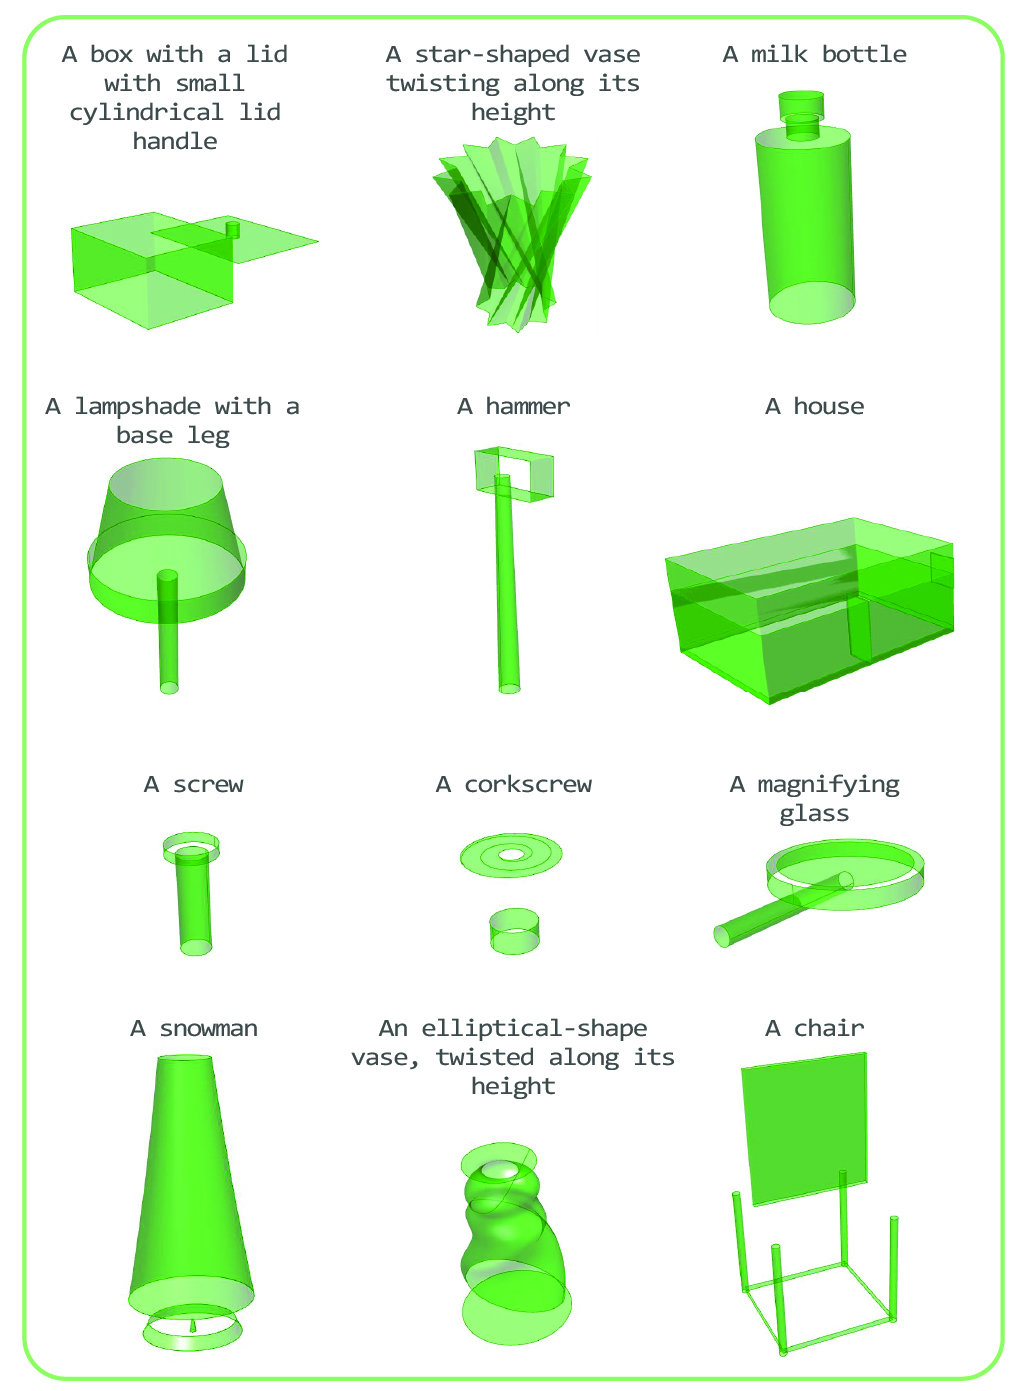 A box with a lid
with small
cylindrical lid
handle
A star-shaped vase
twisting along its
height
A milk bottle
A lampshade with a
base leg
A hammer
A house
A screw
A corkscrew
A magnifying
glass
A snowman
An elliptical-shape
vase, twisted along its
height
A chair